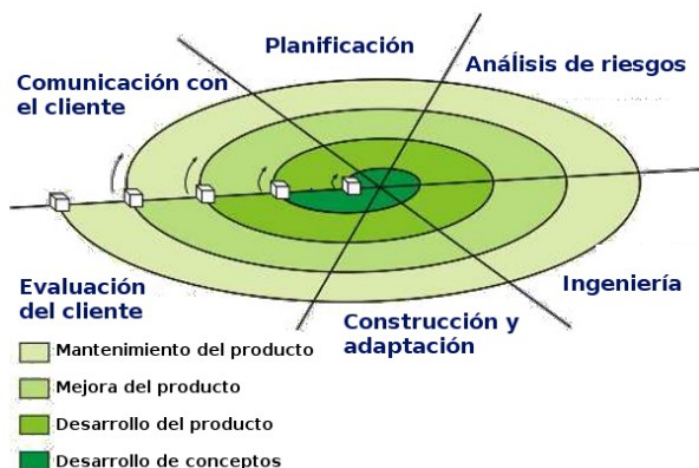 Planificación
Análisis de riesgos
Comunicación con
el cliente
Evaluación
del cliente
Ingeniería
Construcción y
adaptación
Mantenimiento del producto
Mejora del producto
Desarrollo del producto
Desarrollo de conceptos